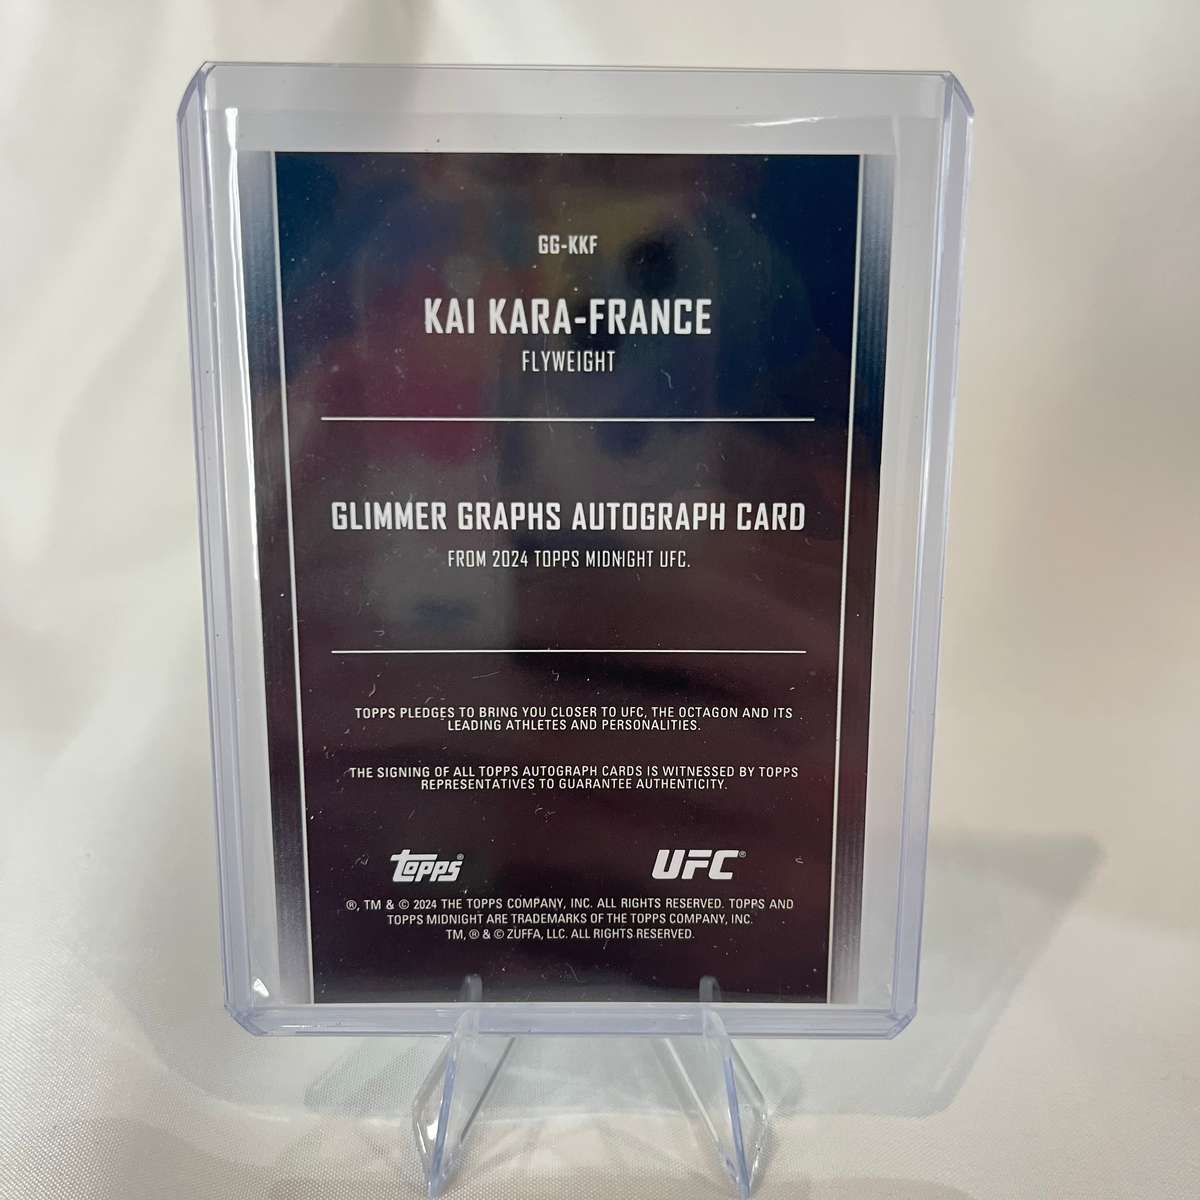 GG-KKF
KAI KARA-FRANCE
FLYWEIGHT
GLIMMER GRAPHS AUTOGRAPH CARD
FROM 2024 TOPPS MIDNIGHT UFC.
TOPPS PLEDGES TO BRING YOU CLOSER TO UFC, THE OCTAGON AND ITS
LEADING ATHLETES AND PERSONALITIES.
THE SIGNING OF ALL TOPPS AUTOGRAPH CARDS IS WITNESSED BY TOPPS
REPRESENTATIVES TO GUARANTEE AUTHENTICITY.
Topps® UFC®
®, TM & © 2024 THE TOPPS COMPANY, INC. ALL RIGHTS RESERVED. TOPPS AND
TOPPS MIDNIGHT ARE TRADEMARKS OF THE TOPPS COMPANY, INC.
TM, ® & © ZUFFA, LLC. ALL RIGHTS RESERVED.